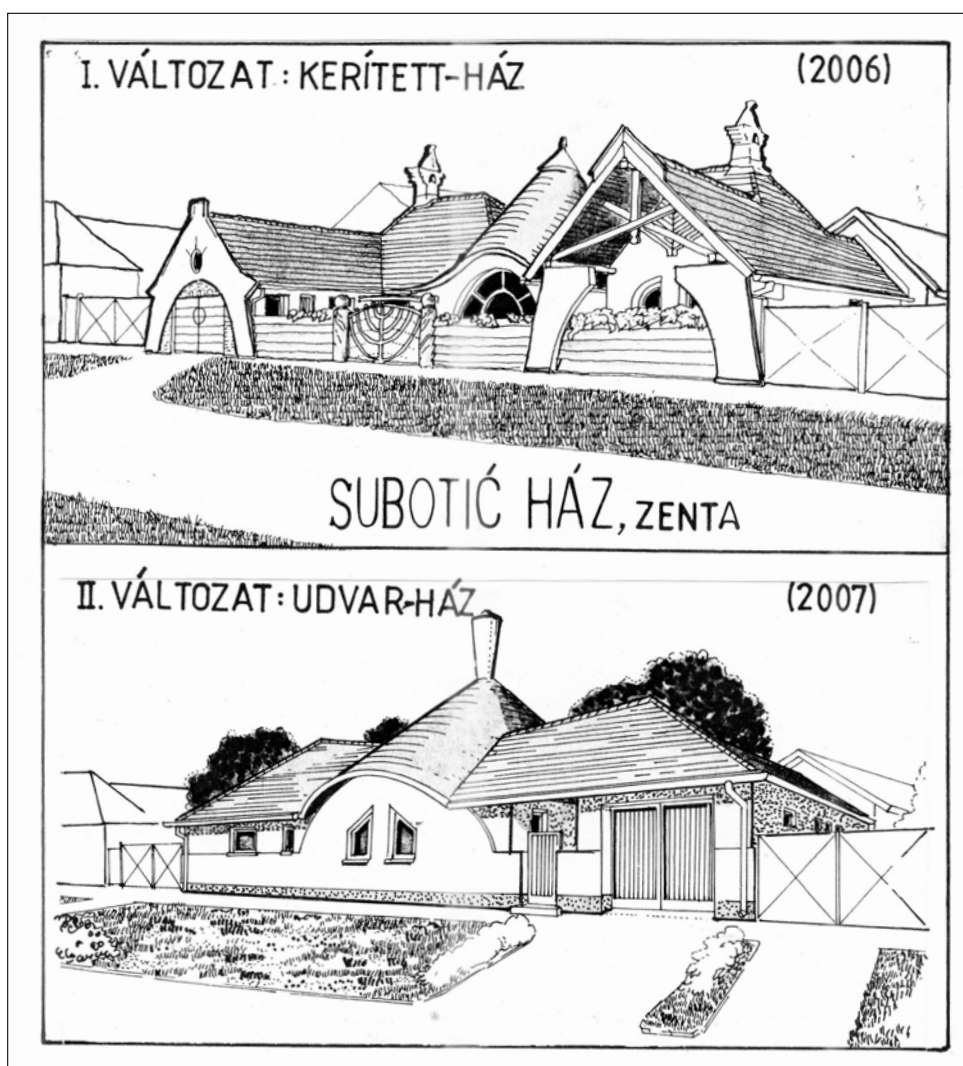 I. VÁLTOZAT: KERÍTETT-HÁZ (2006)
SUBOTIĆ HÁZ, ZENTA
II. VÁLTOZAT: UDVAR-HÁZ (2007)